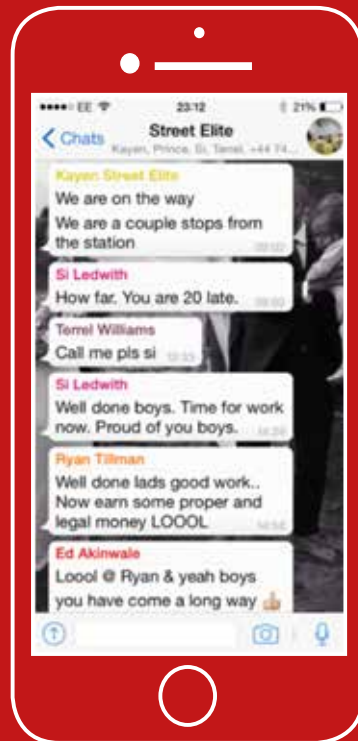 EE 23:12 21%
Chats Street Elite
Kayen, Prince, Si, Terrel, +44 74...
Kayen Street Elite
We are on the way
We are a couple stops from
the station
Si Ledwith
How far. You are 20 late.
Terrel Williams
Call me pls si
Si Ledwith
Well done boys. Time for work
now. Proud of you boys.
Ryan Tillman
Well done lads good work..
Now earn some proper and
legal money LOOOL
Ed Akinwale
Loool @ Ryan & yeah boys
you have come a long way 👍🏼